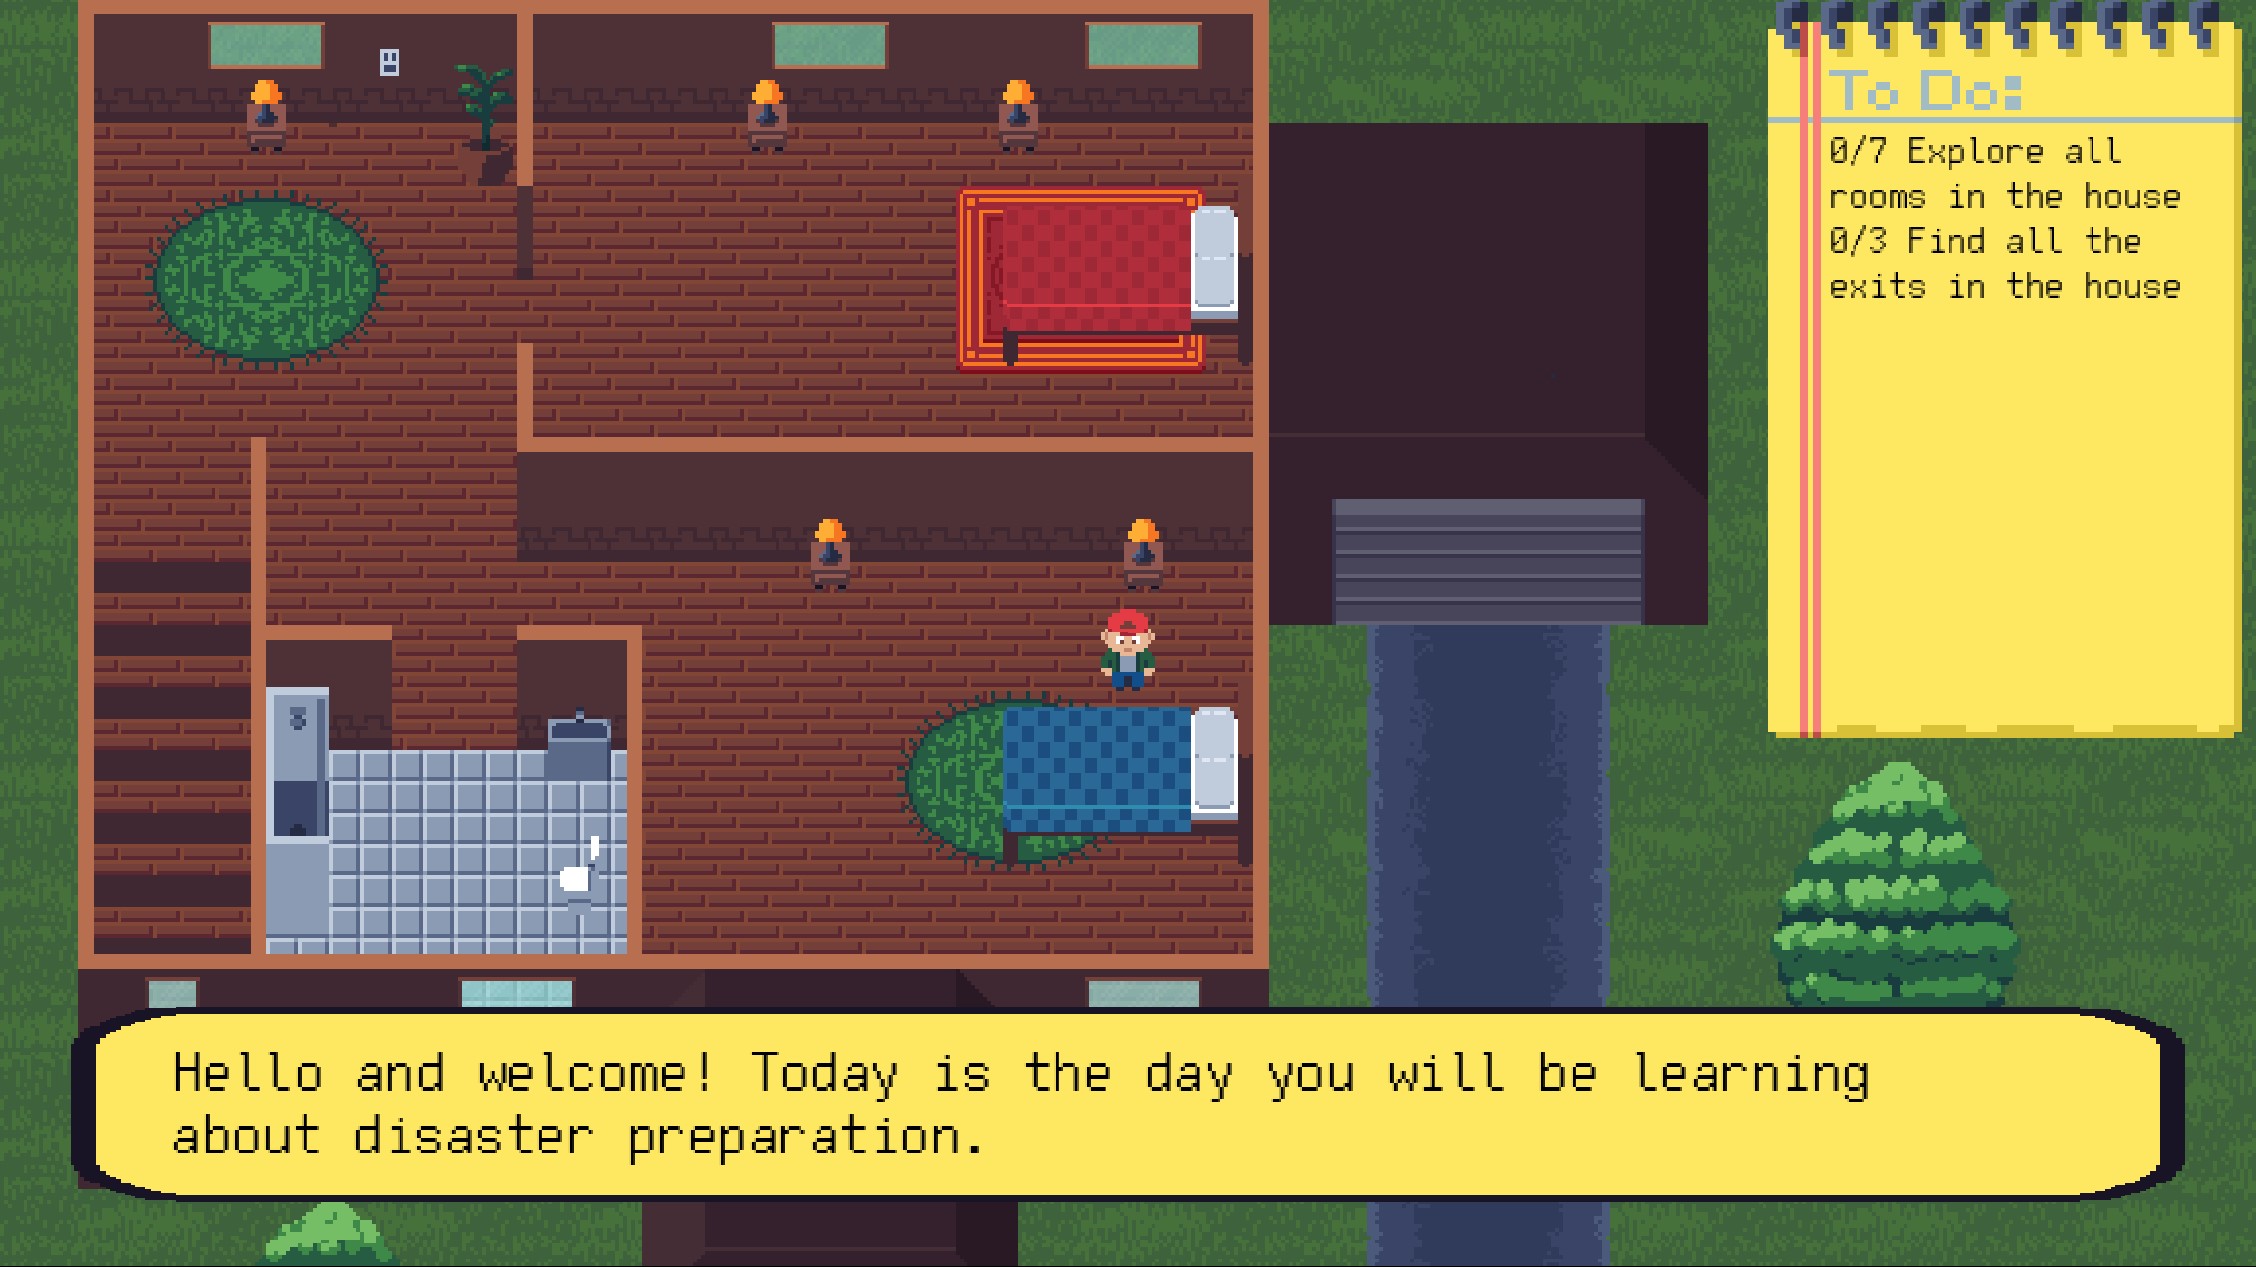 To Do:
0/7 Explore all
rooms in the house
0/3 Find all the
exits in the house
Hello and welcome! Today is the day you will be learning
about disaster preparation.